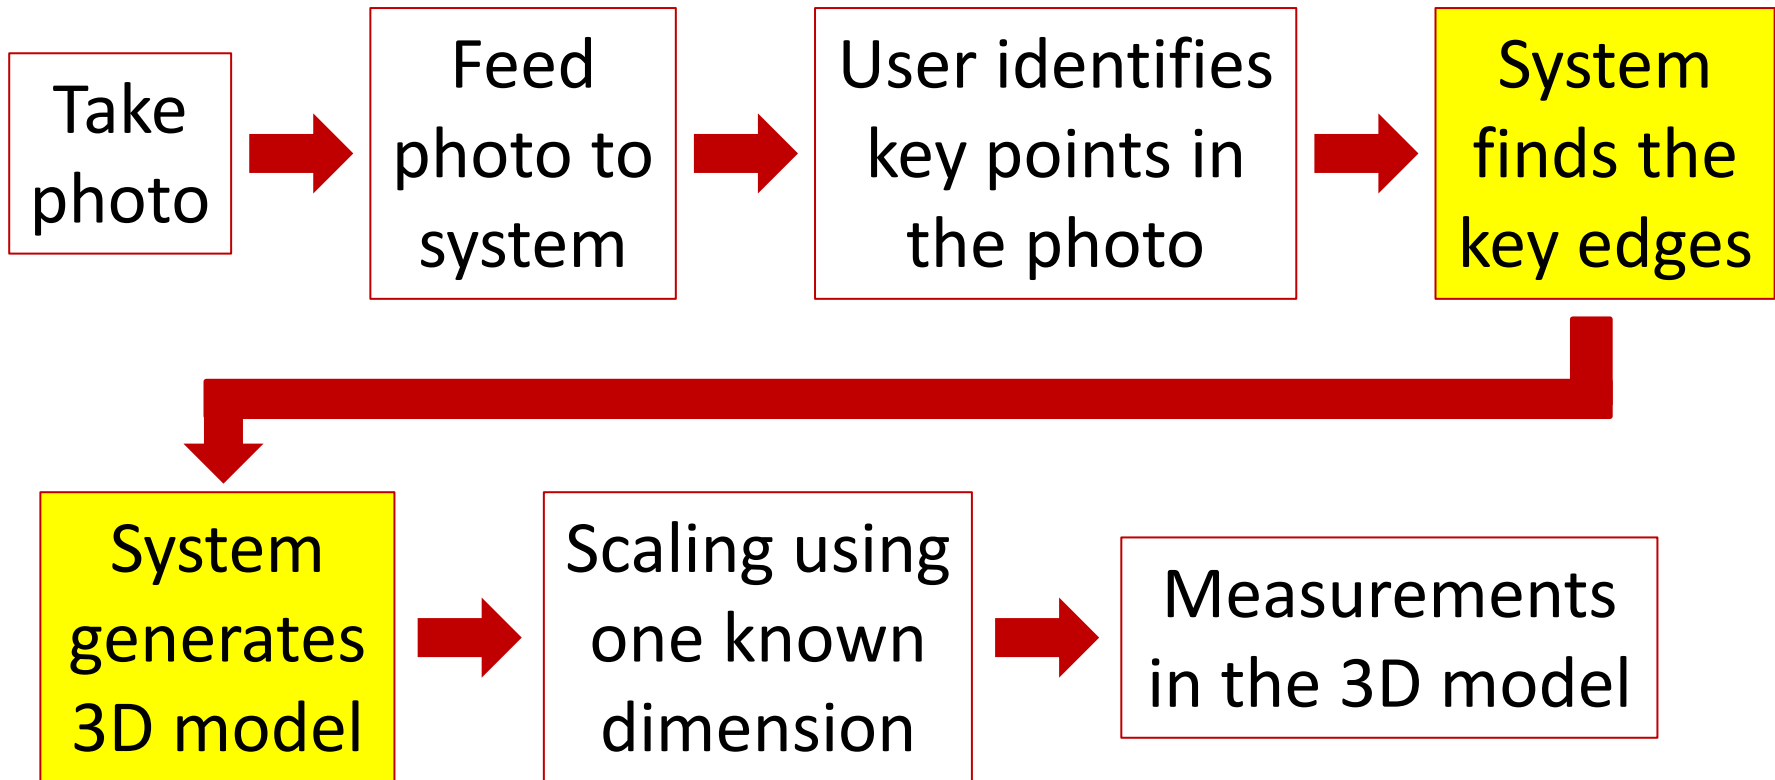 Take
photo
Feed
photo to
system
User identifies
key points in
the photo
System
finds the
key edges
System
generates
3D model
Scaling using
one known
dimension
Measurements
in the 3D model